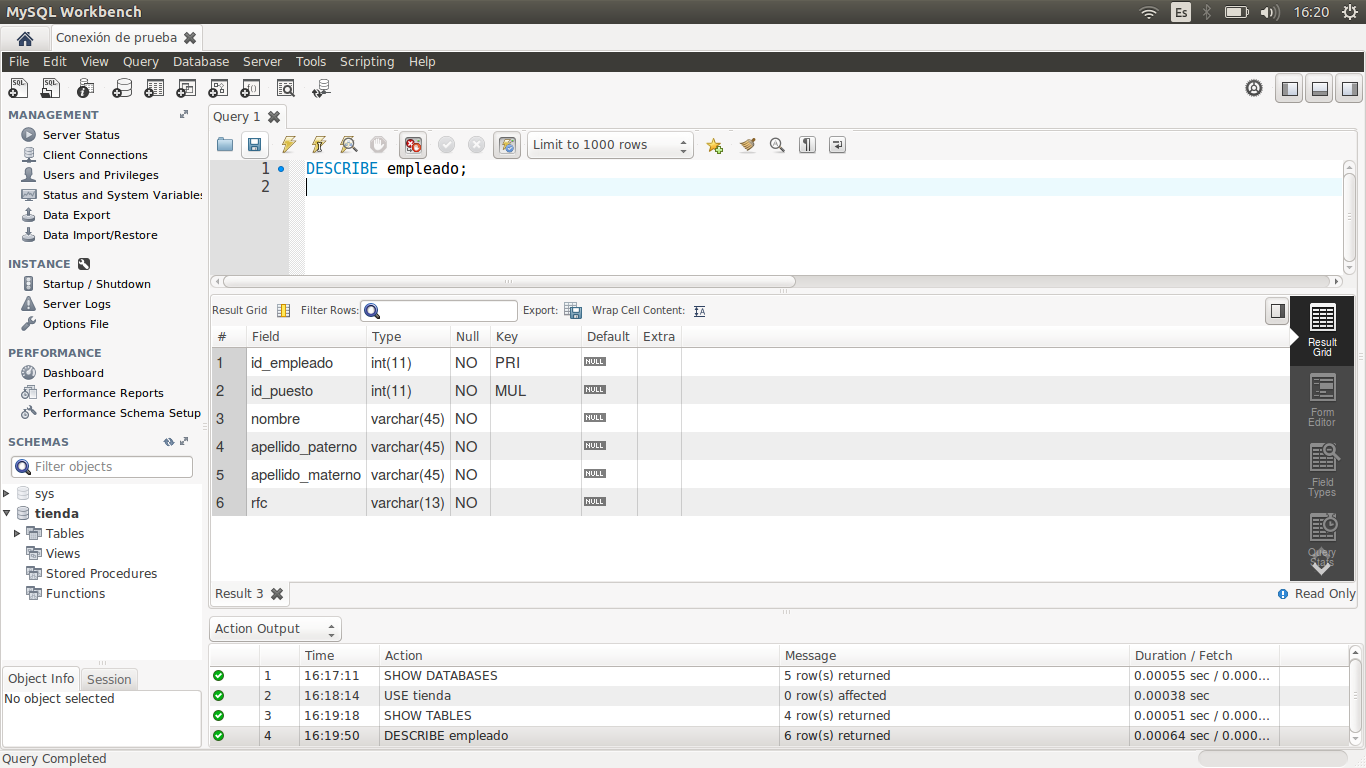 MySQL Workbench
Es
16:20
Conexión de prueba
File Edit View Query Database Server Tools Scripting Help
MANAGEMENT
Server Status
Client Connections
Users and Privileges
Status and System Variables
Data Export
Data Import/Restore
INSTANCE
Startup / Shutdown
Server Logs
Options File
PERFORMANCE
Dashboard
Performance Reports
Performance Schema Setup
SCHEMAS
Filter objects
sys
tienda
Tables
Views
Stored Procedures
Functions
Object Info Session
No object selected
Query 1
Limit to 1000 rows
1 DESCRIBE empleado;
2
Result Grid Filter Rows: Export: Wrap Cell Content:
# Field Type Null Key Default Extra
1 id_empleado int(11) NO PRI NULL
2 id_puesto int(11) NO MUL NULL
3 nombre varchar(45) NO NULL
4 apellido_paterno varchar(45) NO NULL
5 apellido_materno varchar(45) NO NULL
6 rfc varchar(13) NO NULL
Result
Grid
Form
Editor
Field
Types
Query
Stats
Result 3
Read Only
Action Output
Time Action Message Duration / Fetch
1 16:17:11 SHOW DATABASES 5 row(s) returned 0.00055 sec / 0.000...
2 16:18:14 USE tienda 0 row(s) affected 0.00038 sec
3 16:19:18 SHOW TABLES 4 row(s) returned 0.00051 sec / 0.000...
4 16:19:50 DESCRIBE empleado 6 row(s) returned 0.00064 sec / 0.000...
Query Completed